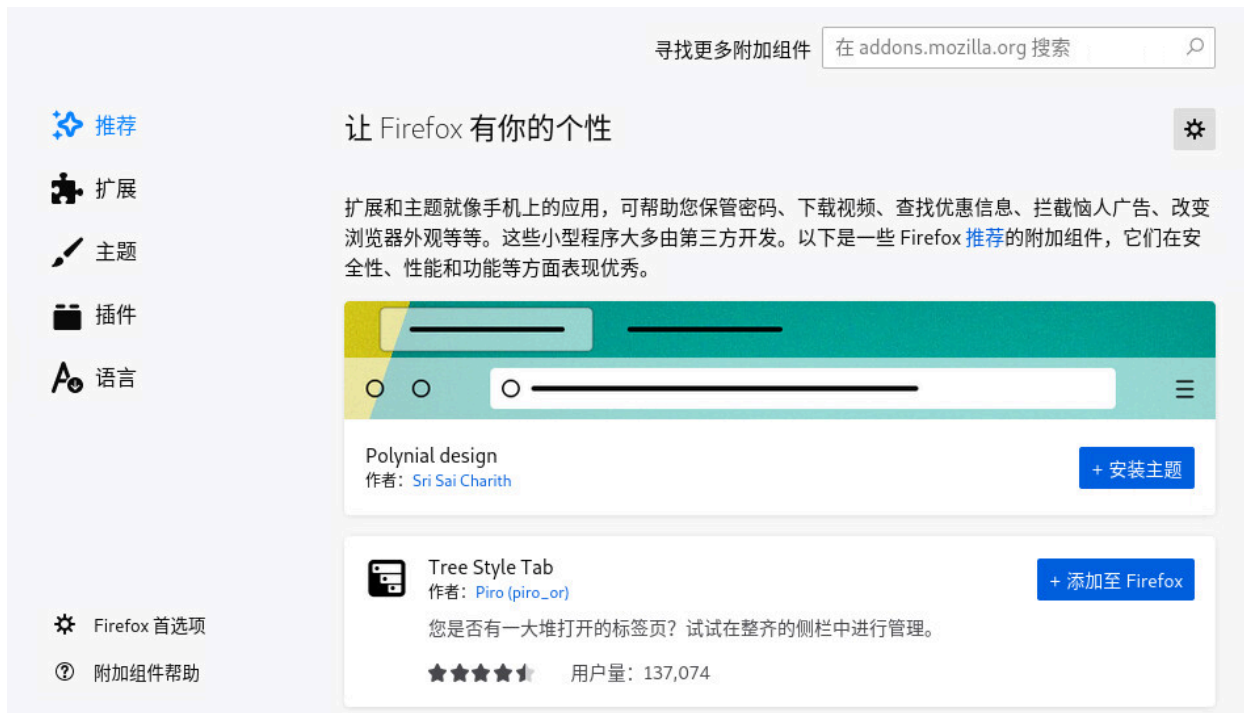 寻找更多附加组件
在 addons.mozilla.org 搜索
推荐
扩展
主题
插件
语言
Firefox 首选项
附加组件帮助
让 Firefox 有你的个性
扩展和主题就像手机上的应用，可帮助您保管密码、下载视频、查找优惠信息、拦截恼人广告、改变
浏览器外观等等。这些小型程序大多由第三方开发。以下是一些 Firefox 推荐的附加组件，它们在安
全性、性能和功能等方面表现优秀。
Polynial design
作者：Sri Sai Charith
+ 安装主题
Tree Style Tab
作者：Piro (piro_or)
+ 添加至 Firefox
您是否有一大堆打开的标签页？试试在整齐的侧栏中进行管理。
用户量：137,074